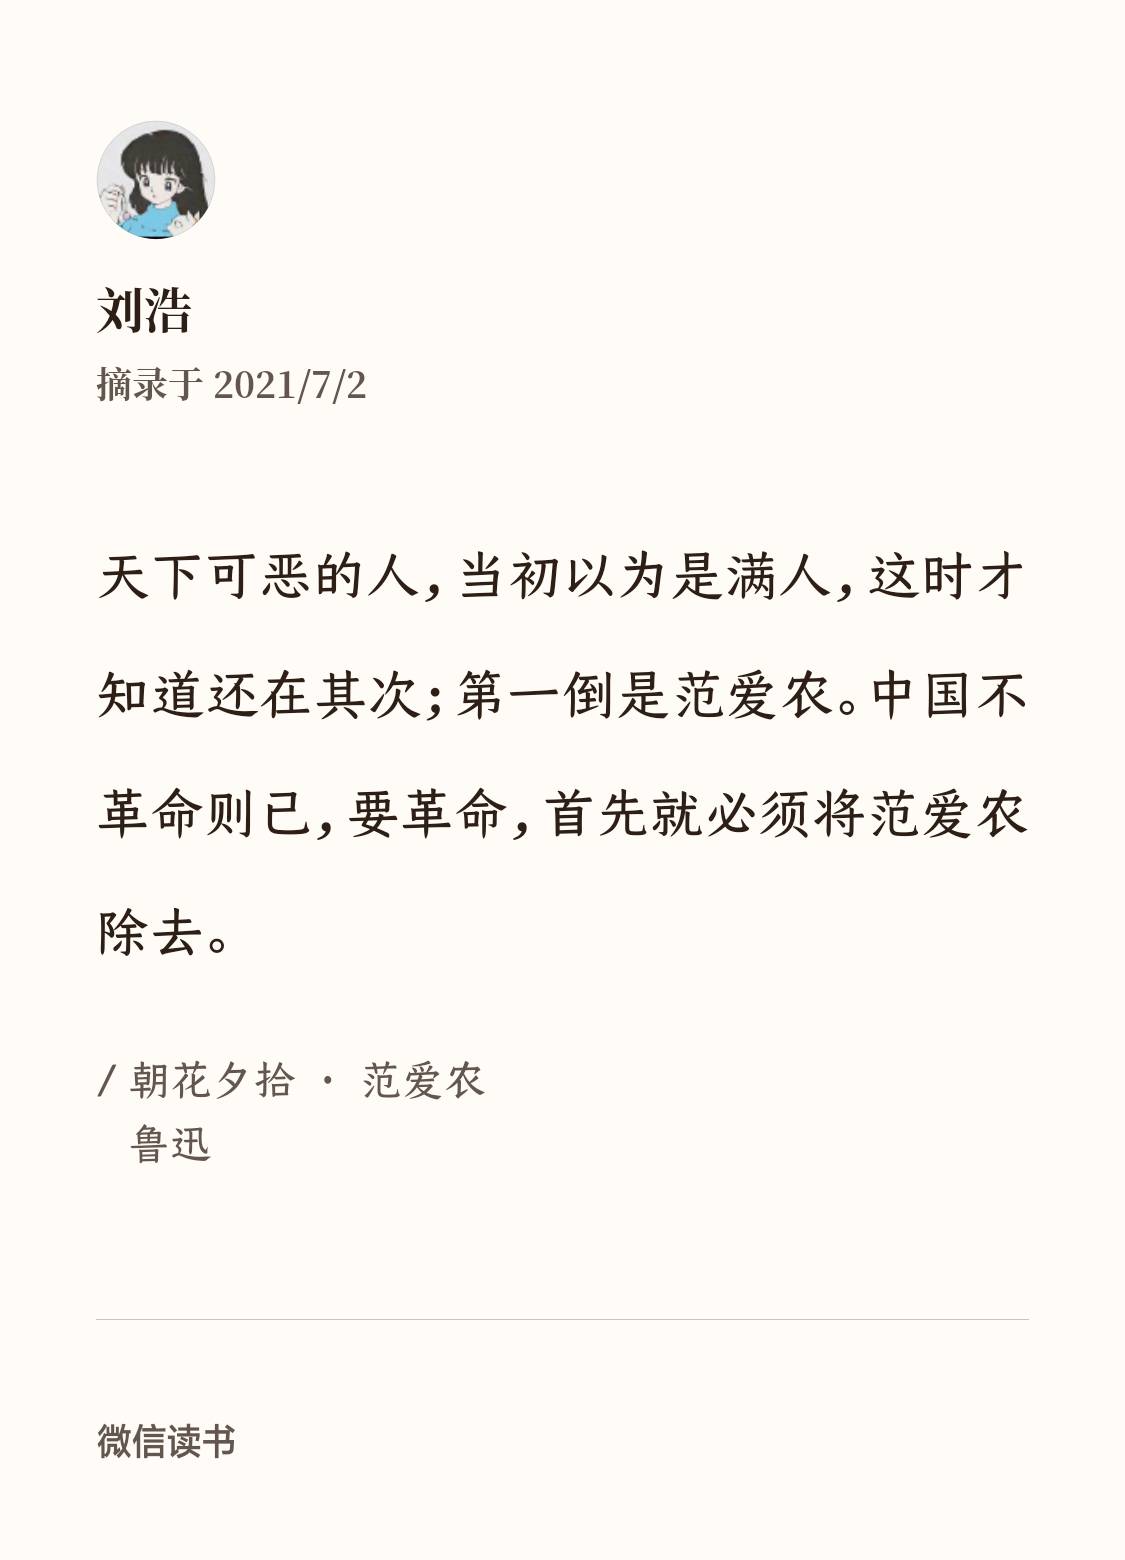 刘浩
摘录于 2021/7/2
天下可恶的人，当初以为是满人，这时才
知道还在其次；第一倒是范爱农。中国不
革命则已，要革命，首先就必须将范爱农
除去。
/ 朝花夕拾 · 范爱农
鲁迅
微信读书